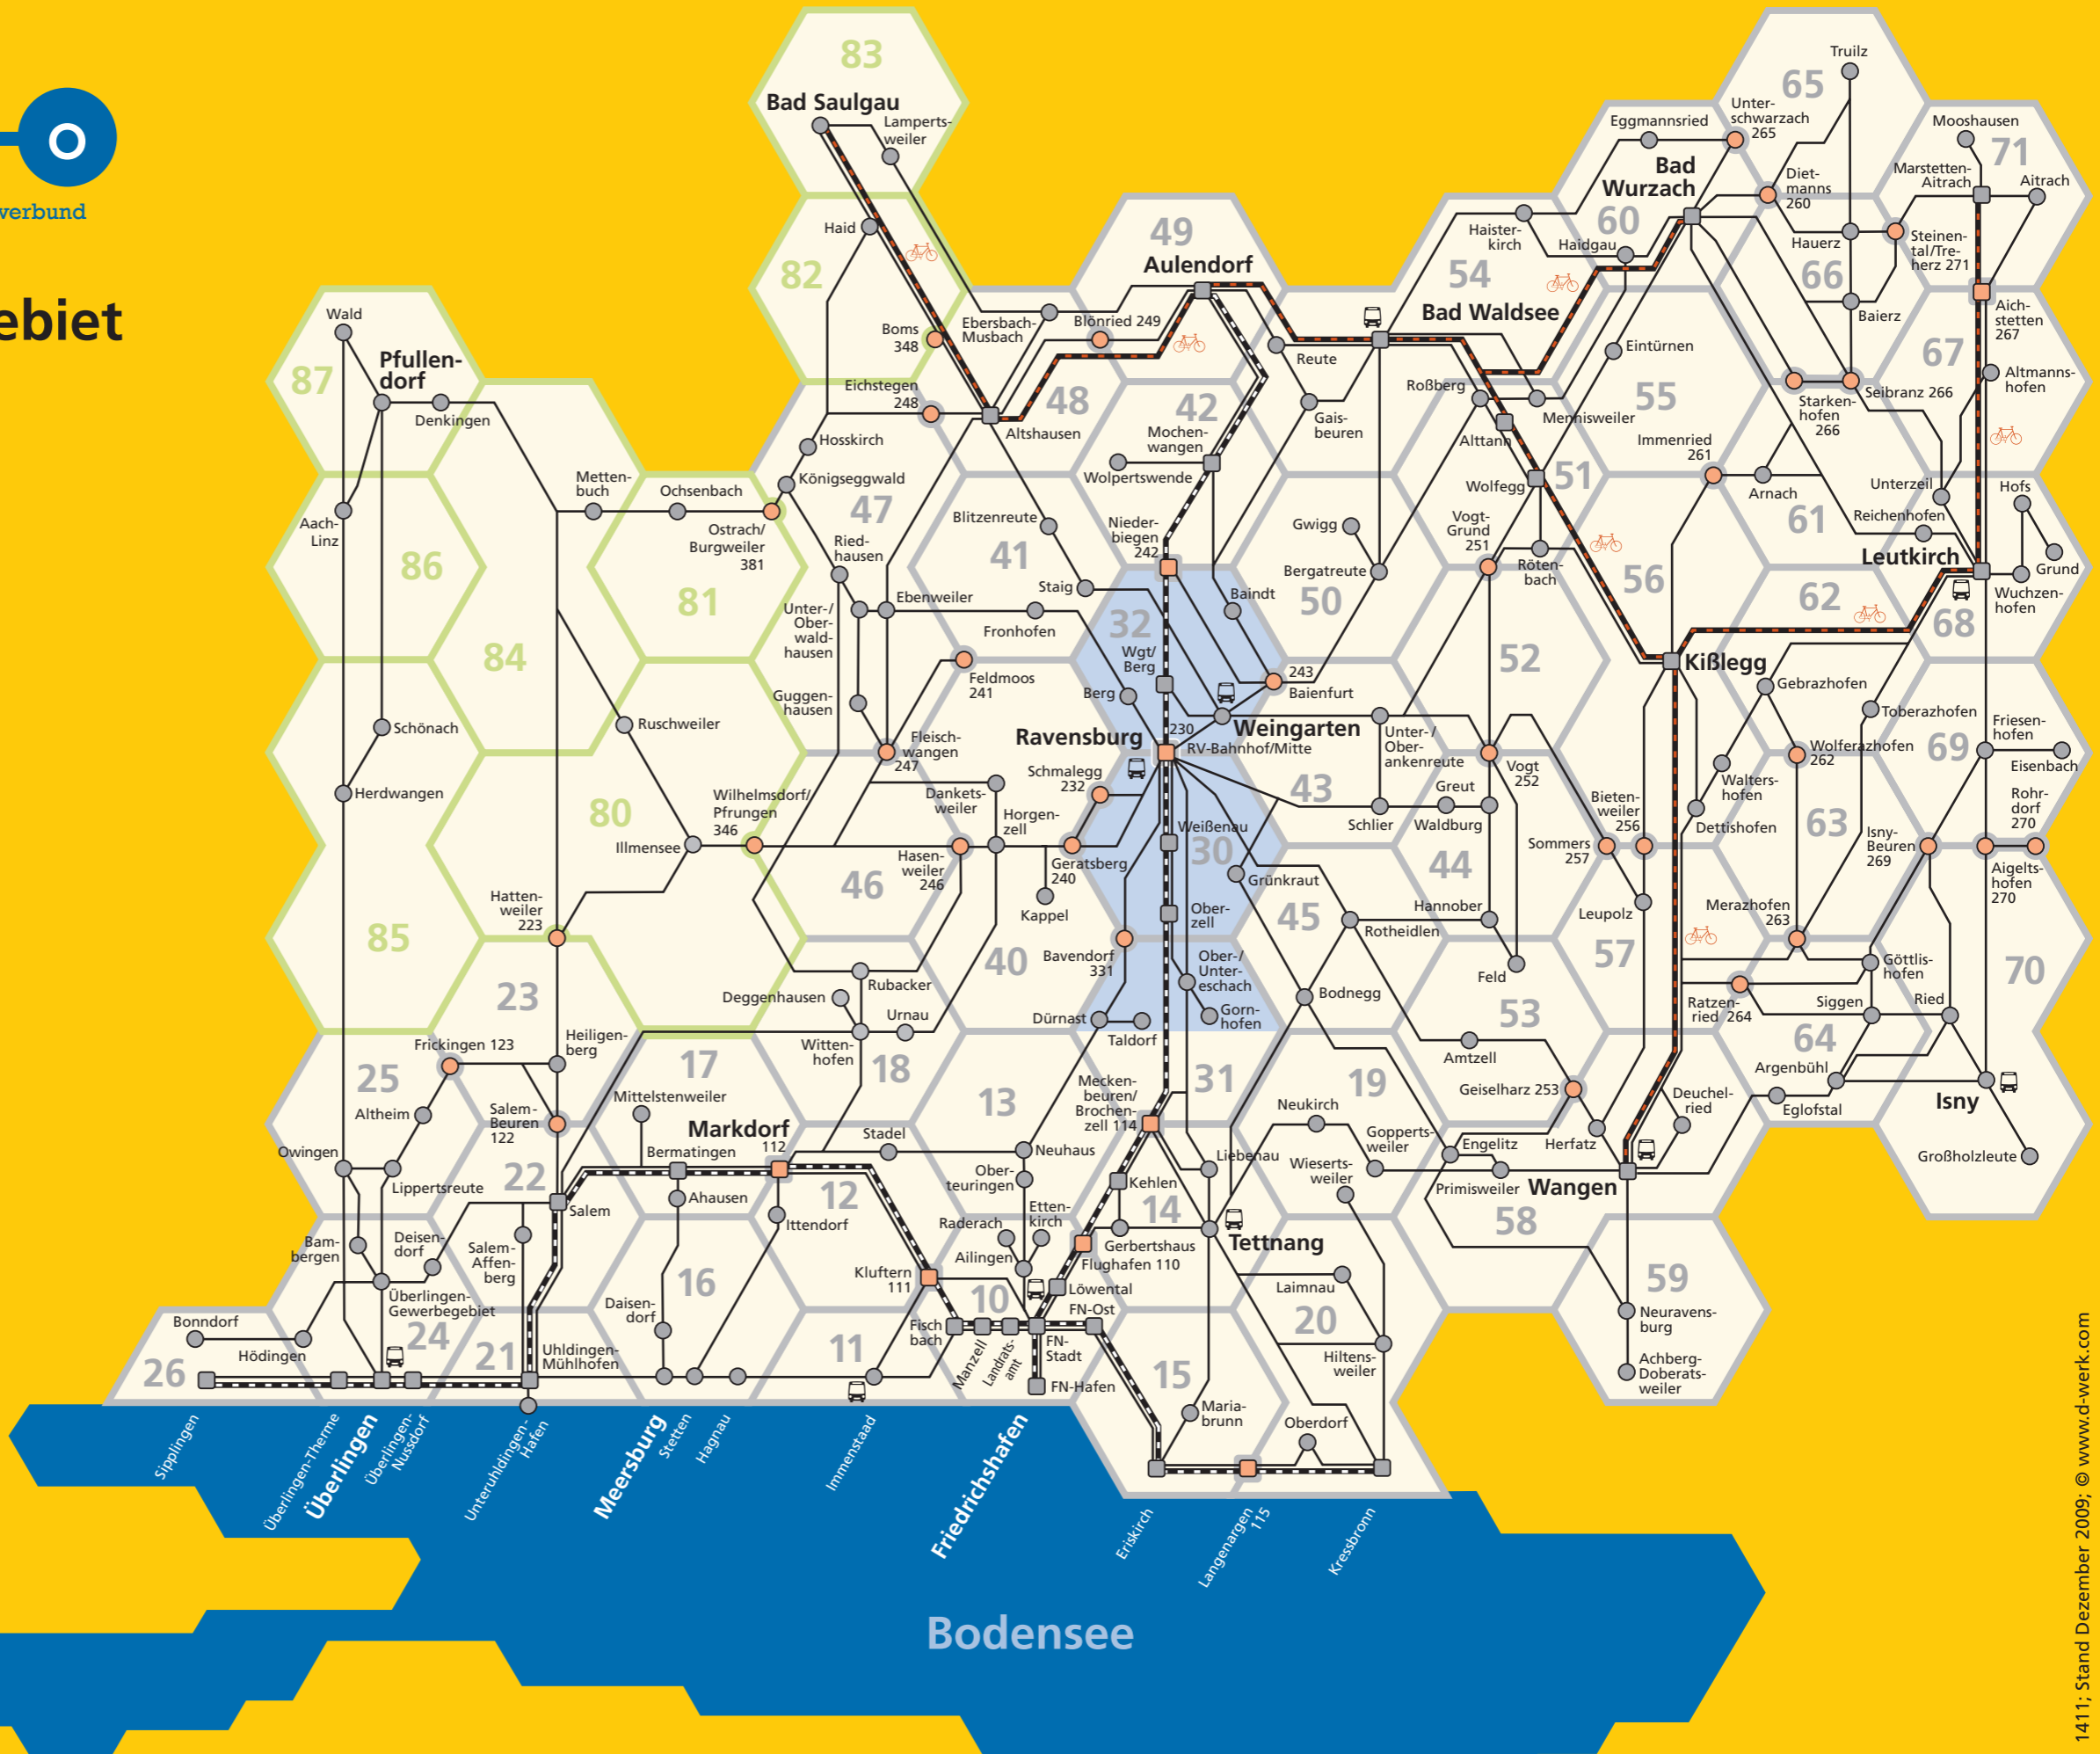 verbund
ebiet
83
Bad Saulgau
Lamperts-
weiler
Haid
82
Boms
348
Ebersbach-
Musbach
Blönried 249
49
Aulendorf
Eichstegen
248
48
Altshausen
42
Mochen-
wangen
Wolpertswende
Reute
Gais-
beuren
54
Bad Waldsee
Haister-
kirch
60
Haidgau
Bad
Wurzach
Eggmannsried
Unter-
schwarzach
265
65
Truilz
Diet-
manns
260
Mooshausen
71
Marstetten-
Aitrach
Aitrach
Hauerz
66
Baierz
Steinen-
tal/Tre-
herz 271
Aich-
stetten
267
67
Altmanns-
hofen
Seibranz 266
Starken-
hofen
266
Eintürnen
55
Roßberg
Mennisweiler
Alttann
Immenried
261
Arnach
51
Wolfegg
Unterzeil
Hofs
Reichenhofen
61
Leutkirch
Grund
Wuchzen-
hofen
68
62
Wald
87
Pfullen-
dorf
Denkingen
Aach-
Linz
86
Metten-
buch
Ochsenbach
Ostrach/
Burgweiler
381
81
84
Hosskirch
Königseggwald
47
Ried-
hausen
Blitzenreute
41
Staig
Nieder-
biegen
242
Gwigg
Bergatreute
50
Baindt
Vogt-
Grund
251
Röten-
bach
56
Unter-/
Ober-
wald-
hausen
Ebenweiler
Fronhofen
32
Wgt/
Berg
Berg
Feldmoos
241
Guggen-
hausen
Fleisch-
wangen
247
243
Baienfurt
52
Kißlegg
Gebrazhofen
Toberazhofen
Schönach
Ruschweiler
Herdwangen
80
Illmensee
Wilhelmsdorf/
Pfrungen
346
Ravensburg
230
RV-Bahnhof/Mitte
Weingarten
Unter-/
Ober-
ankenreute
Vogt
252
Wolferazhofen
262
Walters-
hofen
Dettishofen
63
Friesen-
hofen
69
Eisenbach
Rohr-
dorf
270
Isny-
Beuren
269
Aigelts-
hofen
270
Schmalegg
232
Dankets-
weiler
Horgen-
zell
Hasen-
weiler
246
46
Geratsberg
240
Kappel
Weißenau
30
43
Schlier
Greut
Waldburg
Bieten-
weiler
256
Sommers
257
Leupolz
Grünkraut
44
Hannober
45
Rotheidlen
Feld
57
Merazhofen
263
Göttlis-
hofen
70
Hatten-
weiler
223
85
23
40
Ober-
zell
Bavendorf
331
Ober-/
Unter-
eschach
Gorn-
hofen
Bodnegg
Rubacker
Deggenhausen
Urnau
Witten-
hofen
Dürnast
Taldorf
53
Amtzell
Ratzen-
ried 264
Siggen
Ried
64
Argenbühl
Eglofstal
Isny
Großholzleute
Frickingen 123
Heiligen-
berg
25
Altheim
Salem-
Beuren
122
17
Mittelstenweiler
18
13
Mecken-
beuren/
Brochen-
zell 114
31
19
Neukirch
Geiselharz 253
Deuchel-
ried
Herfatz
Engelitz
Gopperts-
weiler
Primisweiler
Wangen
Markdorf
112
Bermatingen
Stadel
Neuhaus
Owingen
Lippertsreute
22
Salem
Ahausen
Ittendorf
12
Ober-
teuringen
Etten-
kirch
Raderach
Ailingen
Kehlen
14
Liebenau
Gerbertshaus
Flughafen 110
Tettnang
Wieserts-
weiler
58
59
Neuravens-
burg
Achberg-
Doberats-
weiler
Bam-
bergen
Deisen-
dorf
Salem-
Affen-
berg
Überlingen-
Gewerbegebiet
16
Daisen-
dorf
Kluftern
111
10
Löwental
FN-Ost
Fisch
bach
Manzell
Landrats-
amt
FN-
Stadt
FN-Hafen
Laimnau
20
Hiltens-
weiler
Bonndorf
Hödingen
26
24
21
Uhldingen-
Mühlhofen
11
15
Maria-
brunn
Oberdorf
Sipplingen
Überlingen-Therme
Überlingen
Überlingen-
Nussdorf
Unteruhldingen-
Hafen
Meersburg
Stetten
Hagnau
Immenstaad
Friedrichshafen
Eriskirch
Langenargen
115
Kressbronn
Bodensee
1411; Stand Dezember 2009; © www.d-werk.com